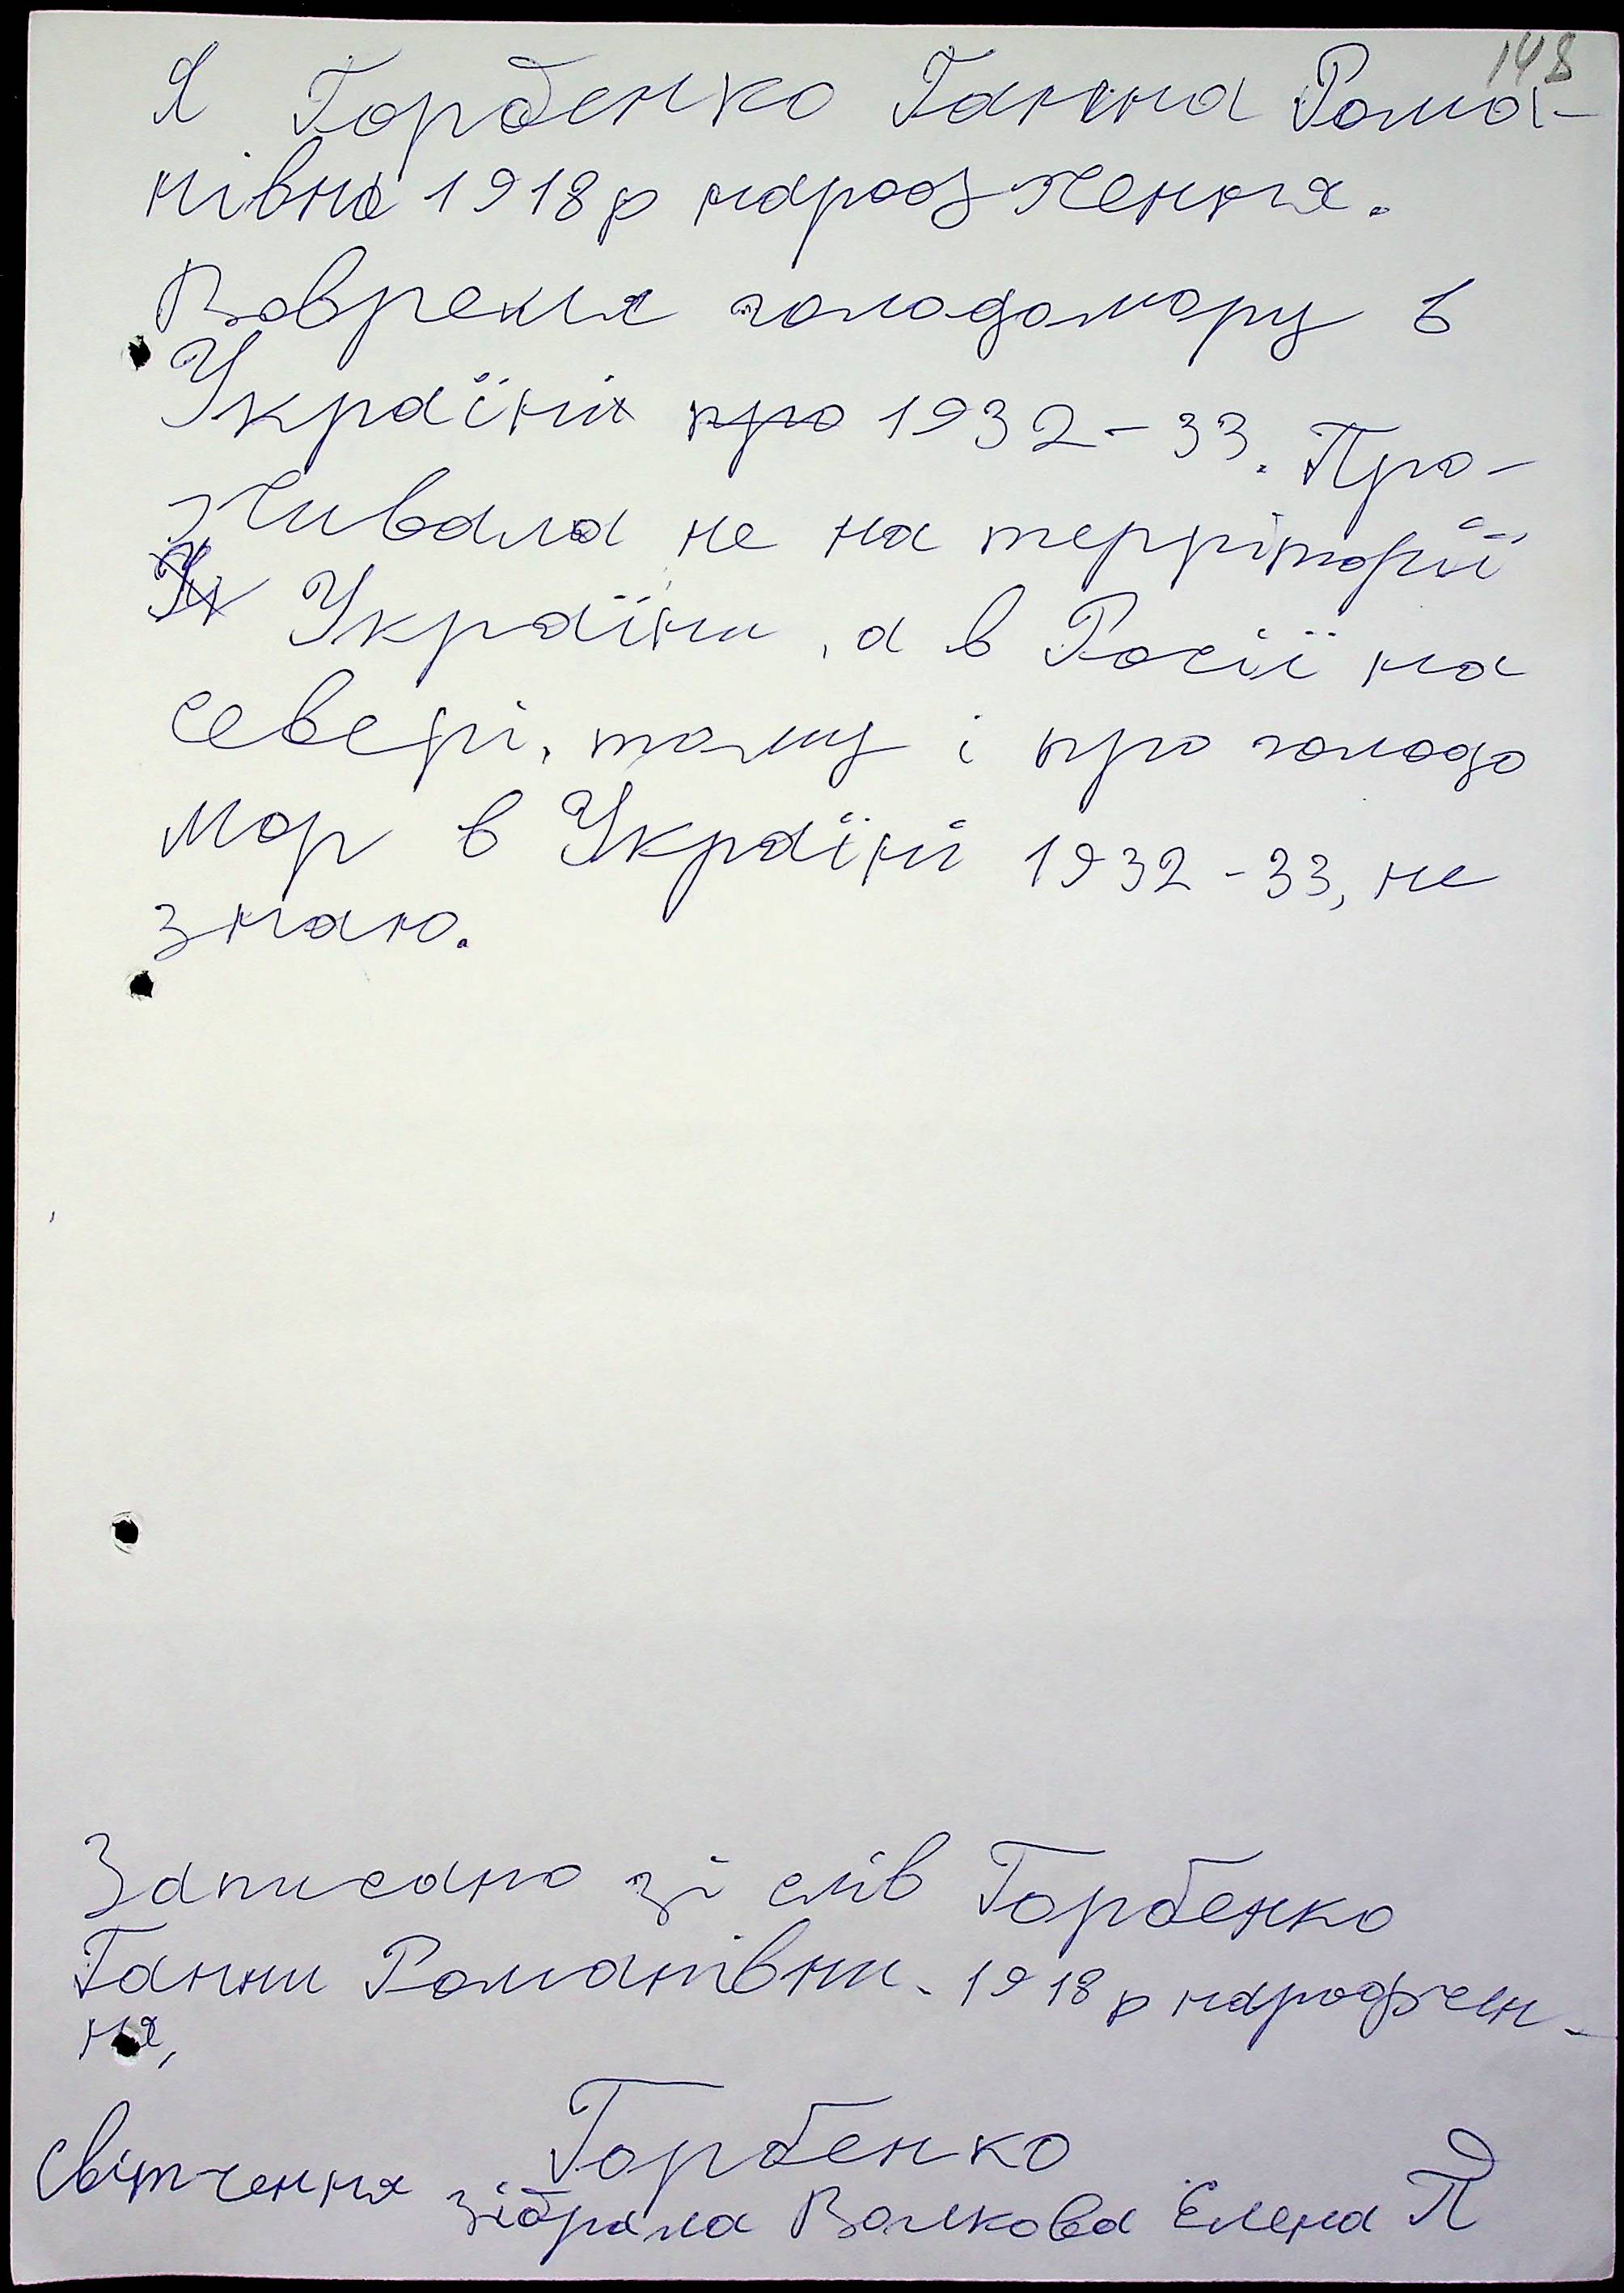 148
Я Горбенко Ганна Рома-
нівна 1918 р народження.
Вовремя голодомору в
Україні про 1932-33. Про-
живала не на территорії
України, а в Росії на
севері, тому і про голодо
мор в Україні 1932-33, не
знаю.
Записано зі слів Горбенко
Ганни Романівни. 1918 р народжен-
ня,
Горбенко
Світчення зібрала Волкова Елена П